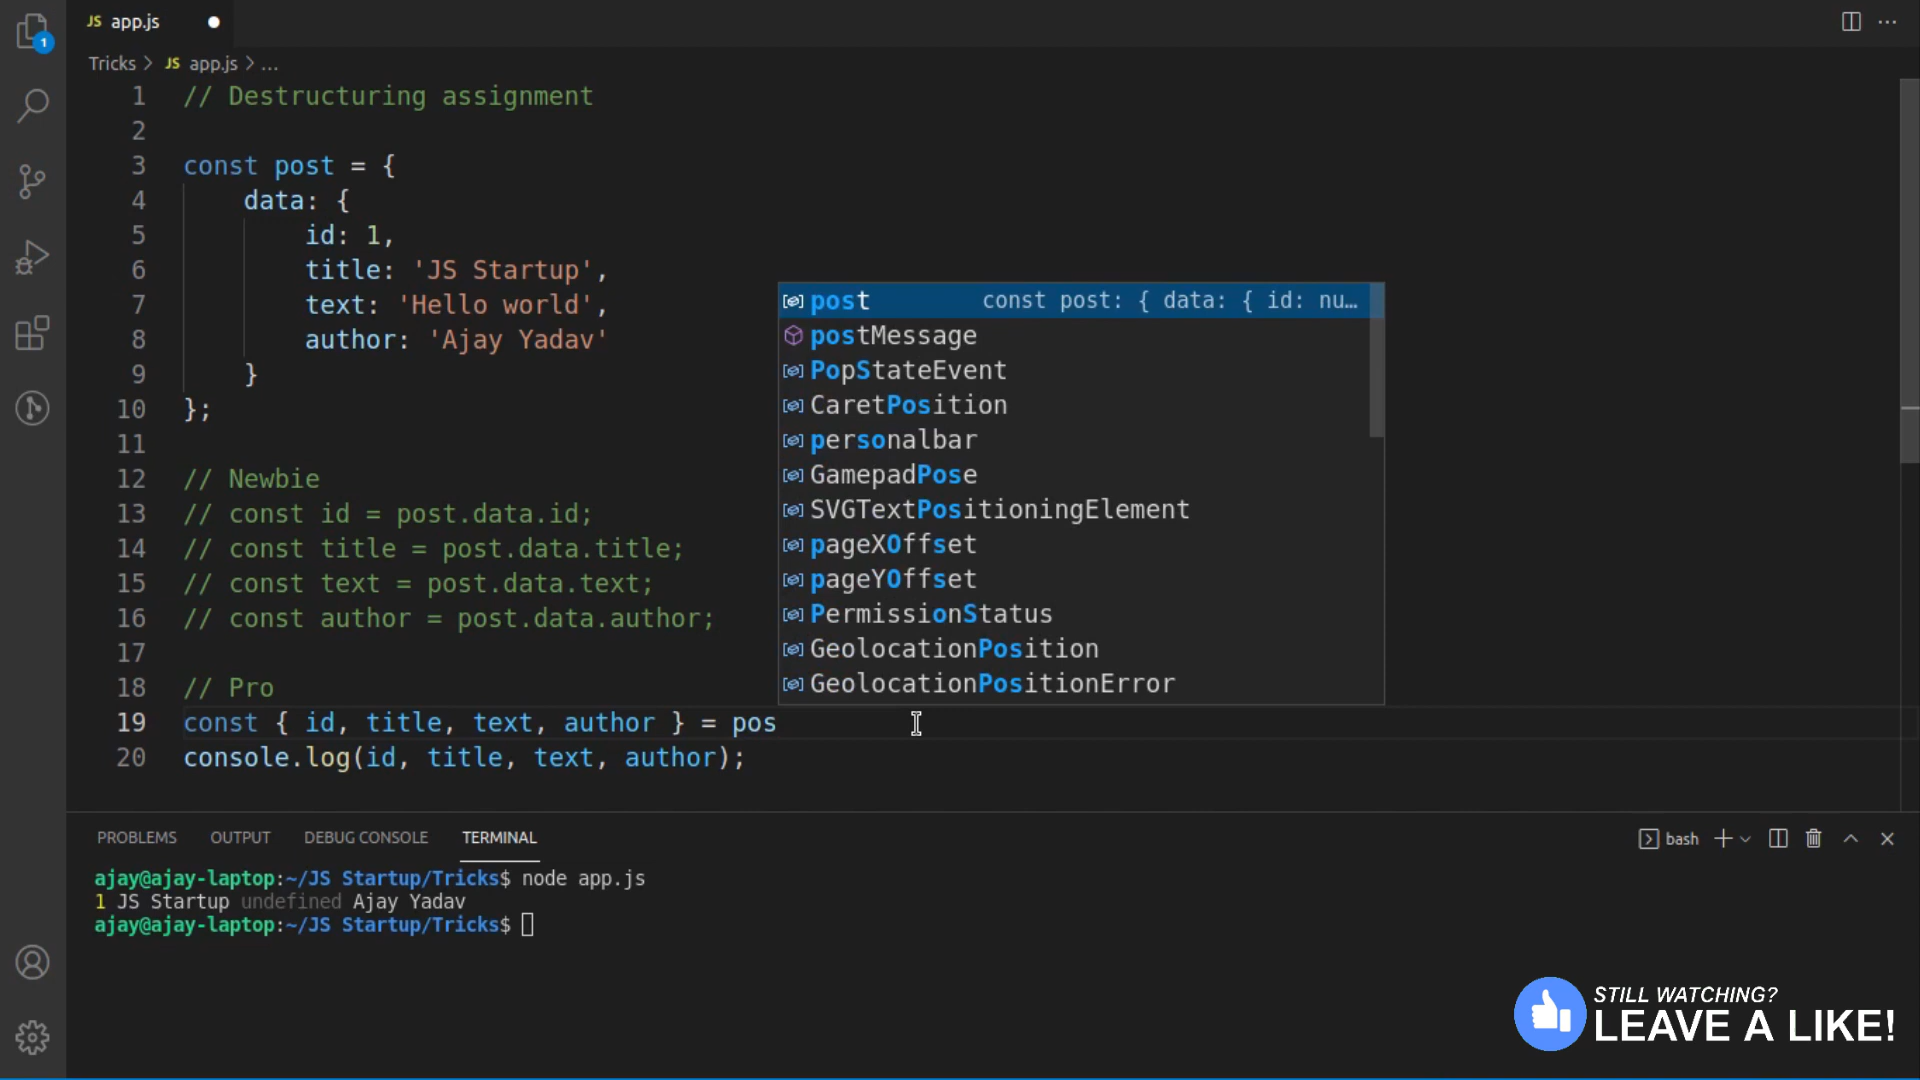 JS app.js
1
Tricks > JS app.js > ...
1 // Destructuring assignment
2
3 const post = {
4 data: {
5 id: 1,
6 title: 'JS Startup',
7 text: 'Hello world',
8 author: 'Ajay Yadav'
9 }
10 };
11
12 // Newbie
13 // const id = post.data.id;
14 // const title = post.data.title;
15 // const text = post.data.text;
16 // const author = post.data.author;
17
18 // Pro
19 const { id, title, text, author } = pos
20 console.log(id, title, text, author);
post const post: { data: { id: nu...
postMessage
PopStateEvent
CaretPosition
personalbar
GamepadPose
SVGTextPositioningElement
pageXOffset
pageYOffset
PermissionStatus
GeolocationPosition
GeolocationPositionError
PROBLEMS OUTPUT DEBUG CONSOLE TERMINAL
bash
ajay@ajay-laptop:~/JS Startup/Tricks$ node app.js
1 JS Startup undefined Ajay Yadav
ajay@ajay-laptop:~/JS Startup/Tricks$
STILL WATCHING?
LEAVE A LIKE!